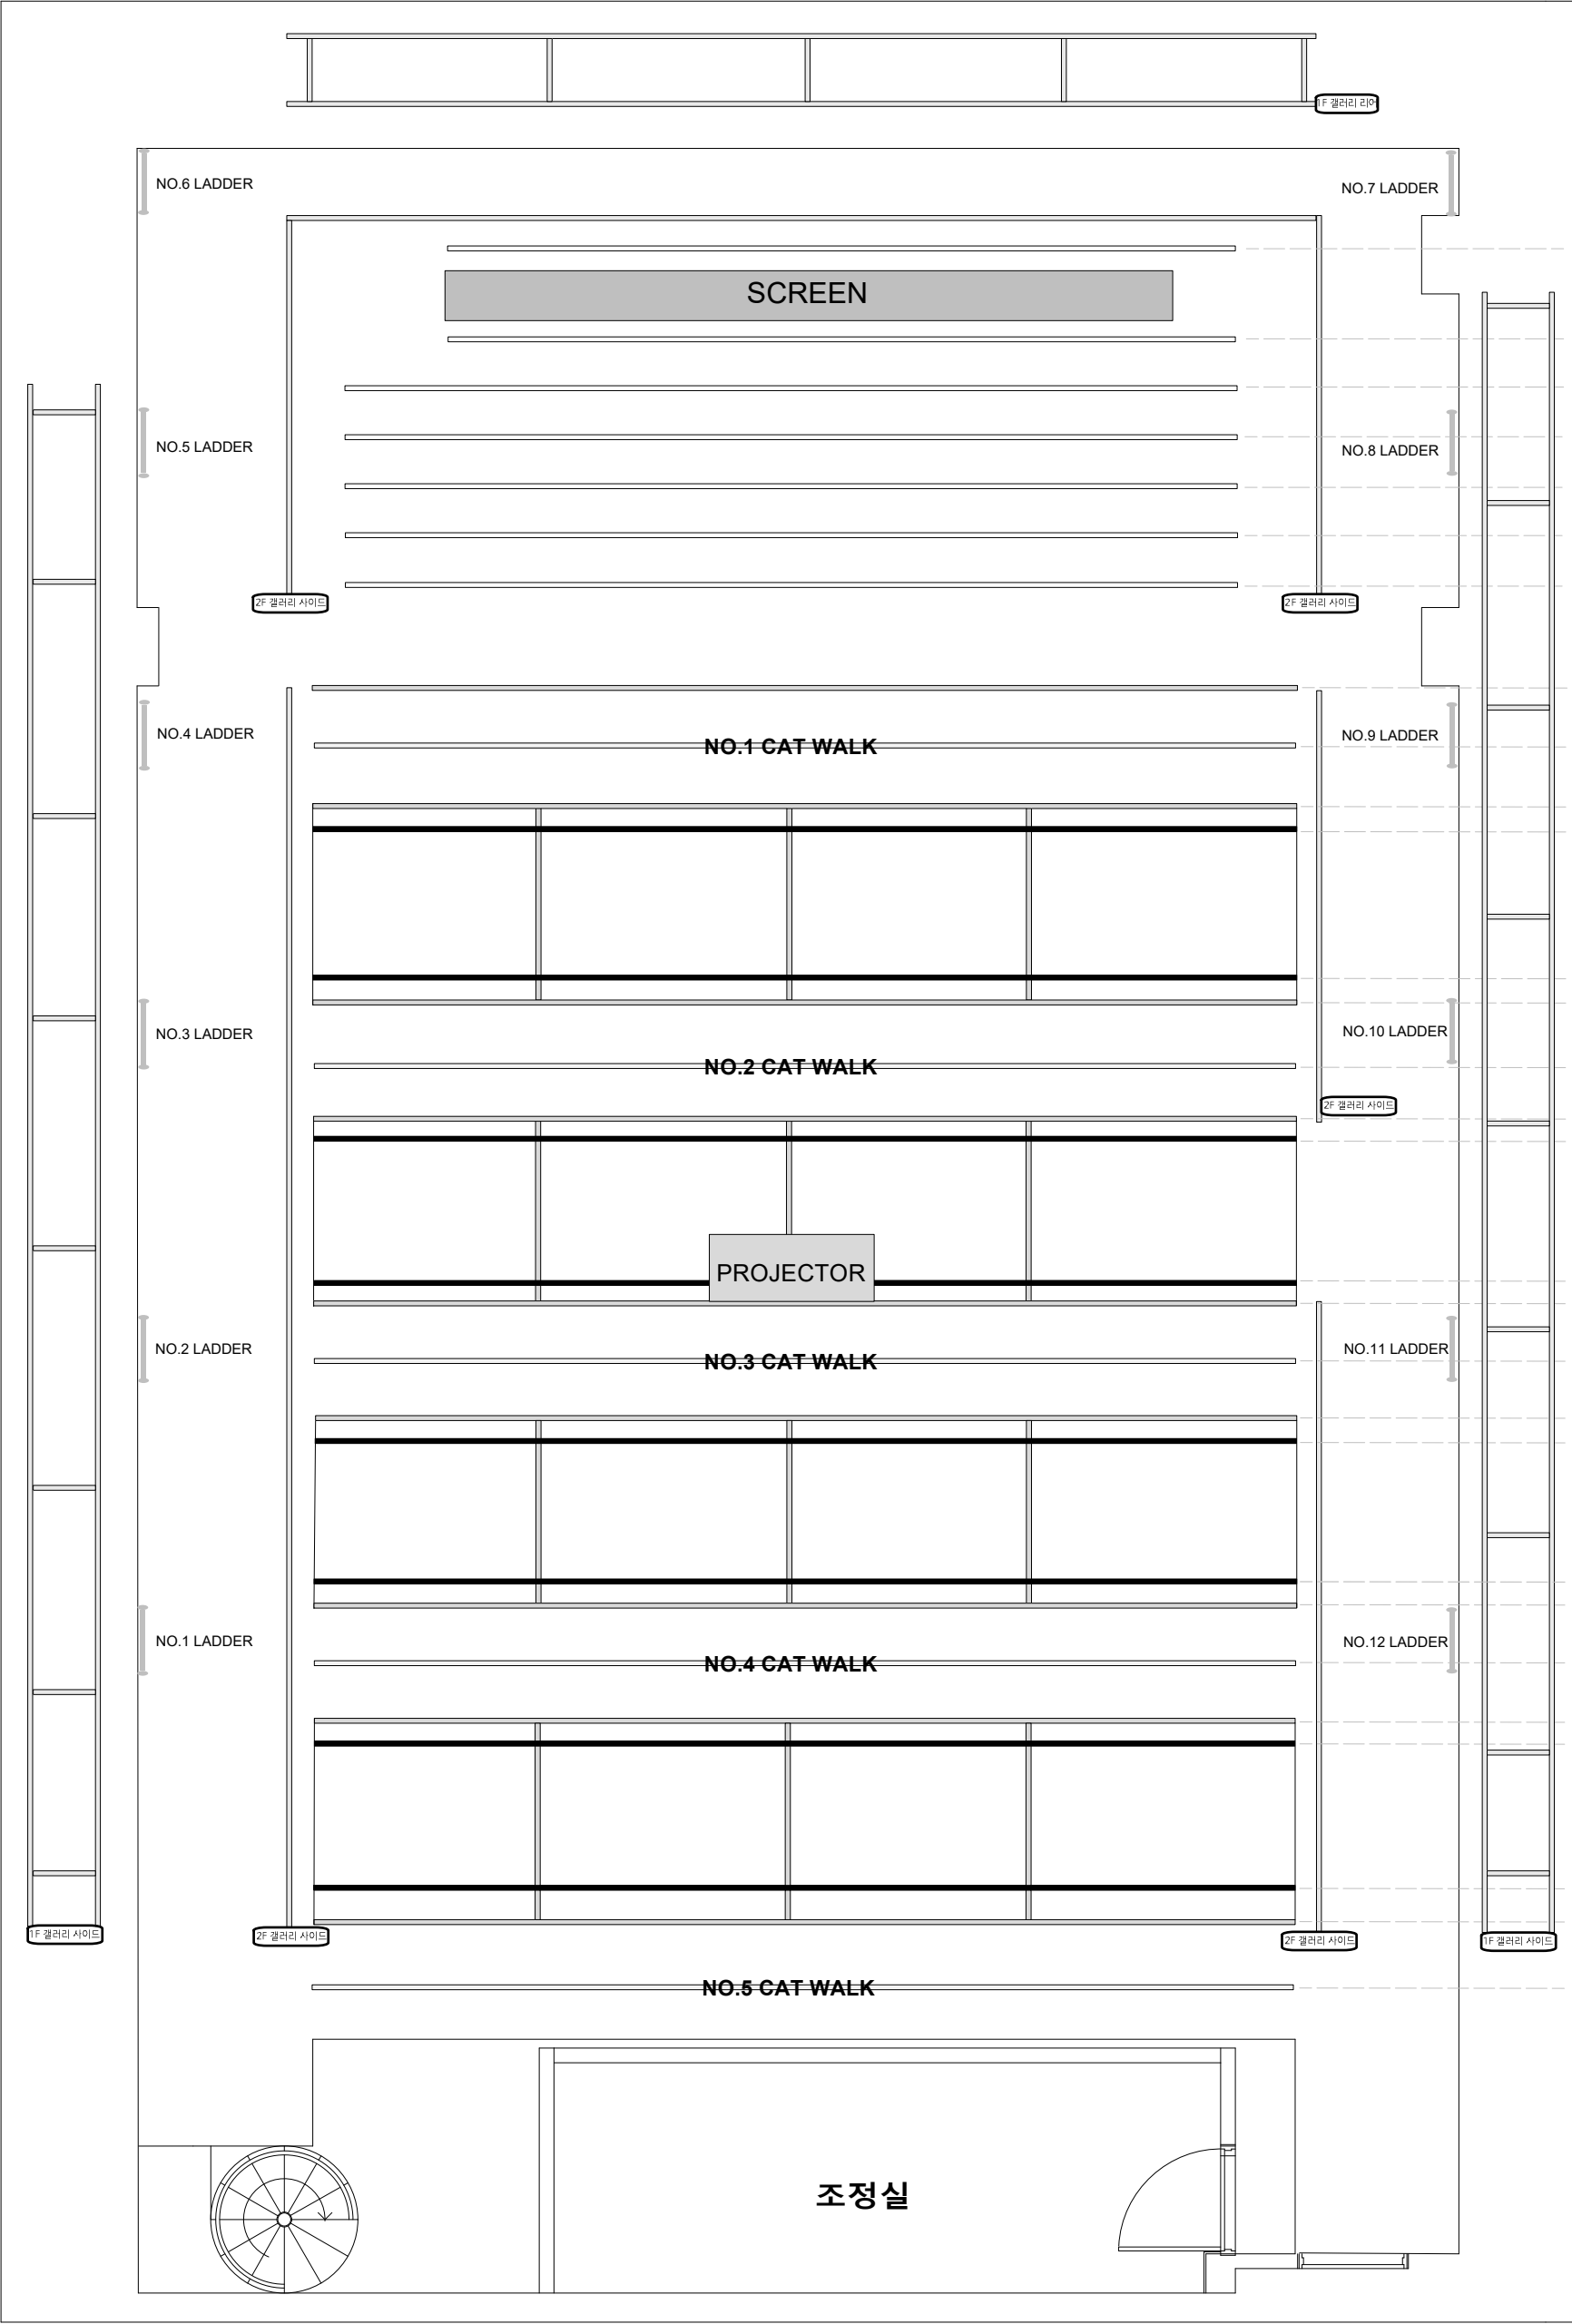 1F 갤러리 리어
NO.6 LADDER
NO.7 LADDER
SCREEN
NO.5 LADDER
NO.8 LADDER
2F 갤러리 사이드
2F 갤러리 사이드
NO.4 LADDER
NO.1 CAT WALK
NO.9 LADDER
NO.3 LADDER
NO.10 LADDER
NO.2 CAT WALK
2F 갤러리 사이드
PROJECTOR
NO.2 LADDER
NO.11 LADDER
NO.3 CAT WALK
NO.1 LADDER
NO.12 LADDER
NO.4 CAT WALK
1F 갤러리 사이드
2F 갤러리 사이드
2F 갤러리 사이드
1F 갤러리 사이드
NO.5 CAT WALK
조정실